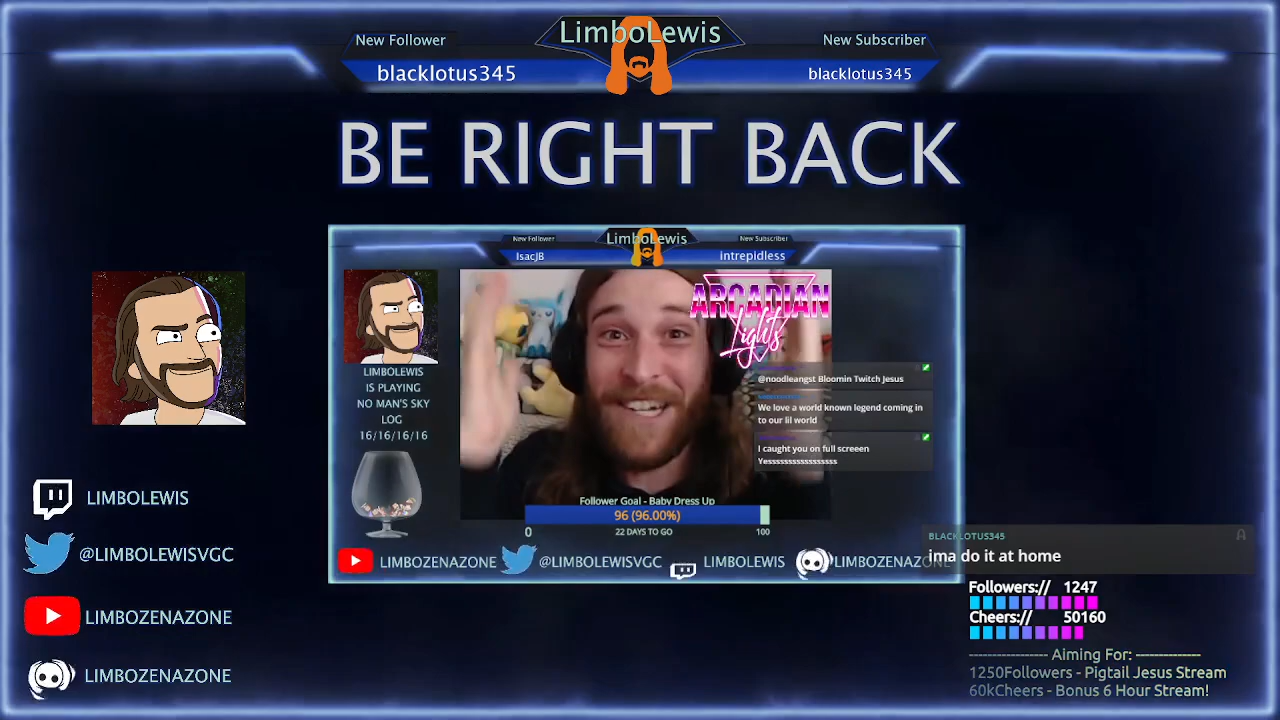 LimboLewis
New Follower
New Subscriber
blacklotus345
blacklotus345
BE RIGHT BACK
New Follower
LimboLewis
New Subscriber
IsacJB
intrepidless
ARCADIAN
Lights
LIMBOLEWIS
IS PLAYING
NO MAN'S SKY
LOG
16/16/16/16
@noodleangst Bloomin Twitch Jesus
We love a world known legend coming in
to our lil world
I caught you on full screeen
Yesssssssssssssssss
Follower Goal - Baby Dress Up
96 (96.00%)
0
22 DAYS TO GO
100
LIMBOZENAZONE
@LIMBOLEWISVGC
LIMBOLEWIS
LIMBOZENAZONE
LIMBOLEWIS
@LIMBOLEWISVGC
LIMBOZENAZONE
LIMBOZENAZONE
BLACKLOTUS345
ima do it at home
Followers:// 1247
Cheers:// 50160
---------------- Aiming For: -------------
1250Followers - Pigtail Jesus Stream
60kCheers - Bonus 6 Hour Stream!